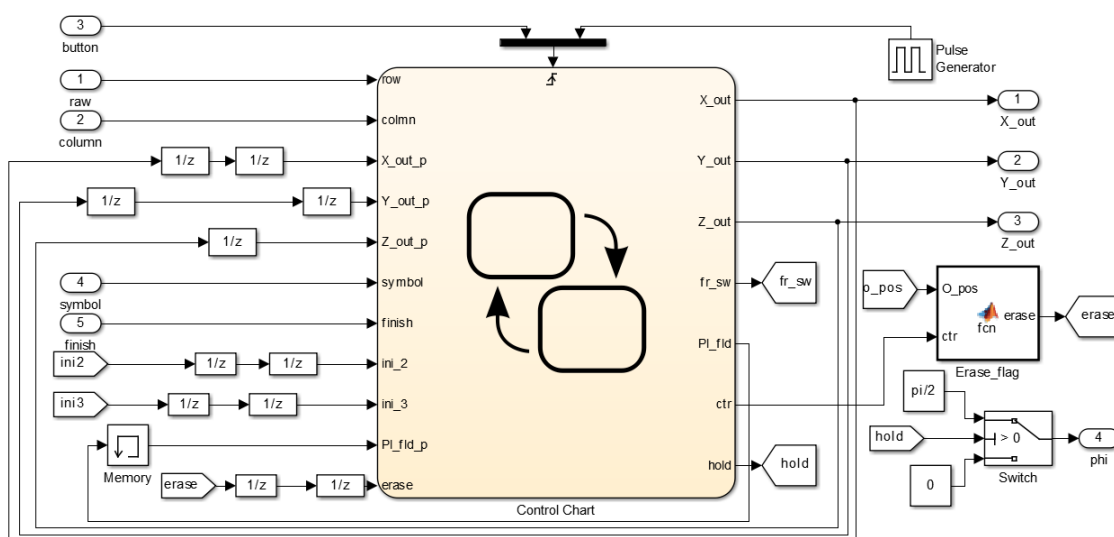 3
button
Pulse
Generator
1
raw
row
X_out
1
X_out
2
column
colmn
1/z
1/z
X_out_p
Y_out
2
Y_out
1/z
1/z
Y_out_p
1/z
Z_out_p
Z_out
3
Z_out
4
symbol
symbol
fr_sw
fr_sw
o_pos
O_pos
fcn
erase
erase
5
finish
finish
ctr
Erase_flag
ini2
1/z
1/z
ini_2
Pl_fld
ini3
1/z
1/z
ini_3
ctr
pi/2
Memory
Pl_fld_p
hold
> 0
4
phi
erase
1/z
1/z
erase
hold
hold
0
Switch
Control Chart